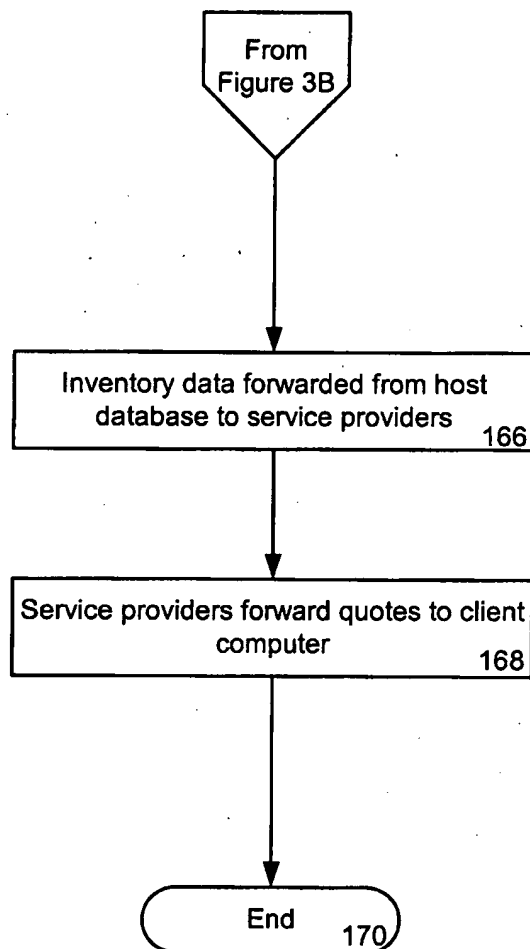 From
Figure 3B
Inventory data forwarded from host
database to service providers
166
Service providers forward quotes to client
computer
168
End
170